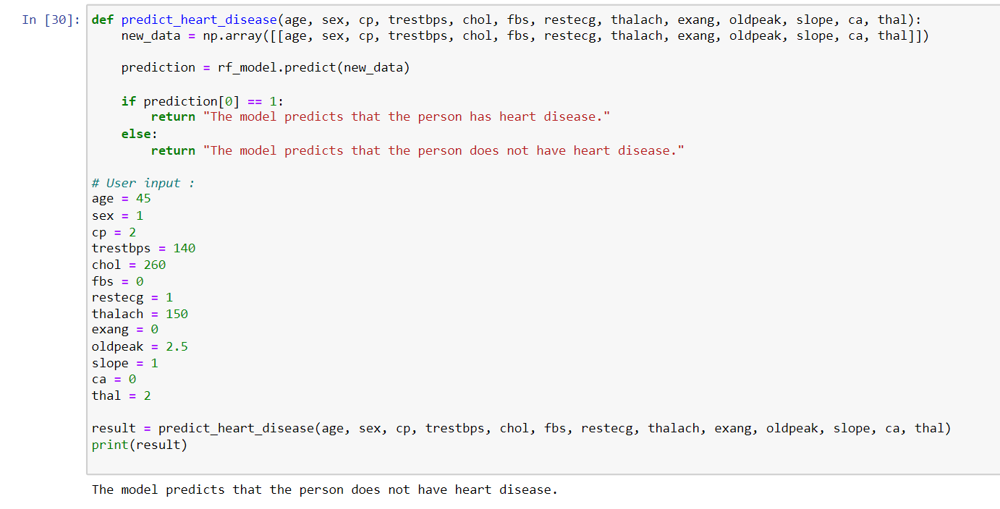 In [30]: def predict_heart_disease(age, sex, cp, trestbps, chol, fbs, restecg, thalach, exang, oldpeak, slope, ca, thal):
    new_data = np.array([[age, sex, cp, trestbps, chol, fbs, restecg, thalach, exang, oldpeak, slope, ca, thal]])

    prediction = rf_model.predict(new_data)

    if prediction[0] == 1:
        return "The model predicts that the person has heart disease."
    else:
        return "The model predicts that the person does not have heart disease."

# User input :
age = 45
sex = 1
cp = 2
trestbps = 140
chol = 260
fbs = 0
restecg = 1
thalach = 150
exang = 0
oldpeak = 2.5
slope = 1
ca = 0
thal = 2

result = predict_heart_disease(age, sex, cp, trestbps, chol, fbs, restecg, thalach, exang, oldpeak, slope, ca, thal)
print(result)

The model predicts that the person does not have heart disease.